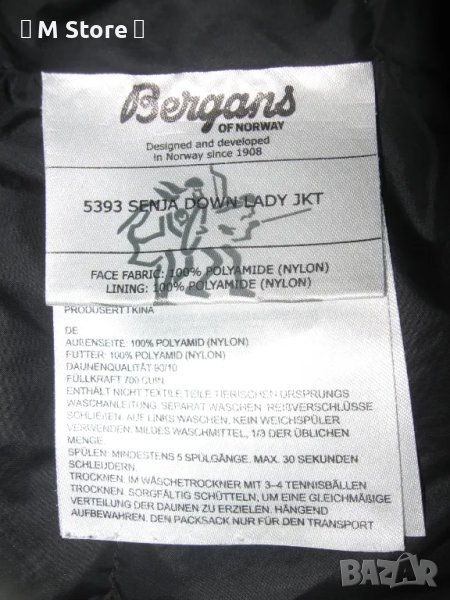 M Store
Bergans
OF NORWAY
Designed and developed
in Norway since 1908
5393 SENJA DOWN LADY JKT
FACE FABRIC: 100% POLYAMIDE (NYLON)
LINING: 100% POLYAMIDE (NYLON)
PRODUSERT I KINA
DE
AUßENSEITE: 100% POLYAMID (NYLON)
FUTTER: 100% POLYAMID (NYLON)
DAUNENQUALITÄT 90/10
FÜLLKRAFT 700 CUIN
ENTHÄLT NICHT TEXTILE TEILE TIERISCHEN URSPRUNGS
WASCHANLEITUNG: SEPARAT WASCHEN. REIßVERSCHLÜSSE
SCHLIEßEN. AUF LINKS WASCHEN. KEIN WEICHSPÜLER
VERWENDEN. MILDES WASCHMITTEL, 1/3 DER ÜBLICHEN
MENGE.
SPÜLEN: MINDESTENS 5 SPÜLGÄNGE. MAX. 30 SEKUNDEN
SCHLEUDERN.
TROCKNEN. IM WÄSCHETROCKNER MIT 3-4 TENNISBÄLLEN
TROCKNEN. SORGFÄLTIG SCHÜTTELN, UM EINE GLEICHMÄßIGE
VERTEILUNG DER DAUNEN ZU ERZIELEN. HÄNGEND
AUFBEWAHREN. DEN PACKSACK NUR FÜR DEN TRANSPORT
BAZAR